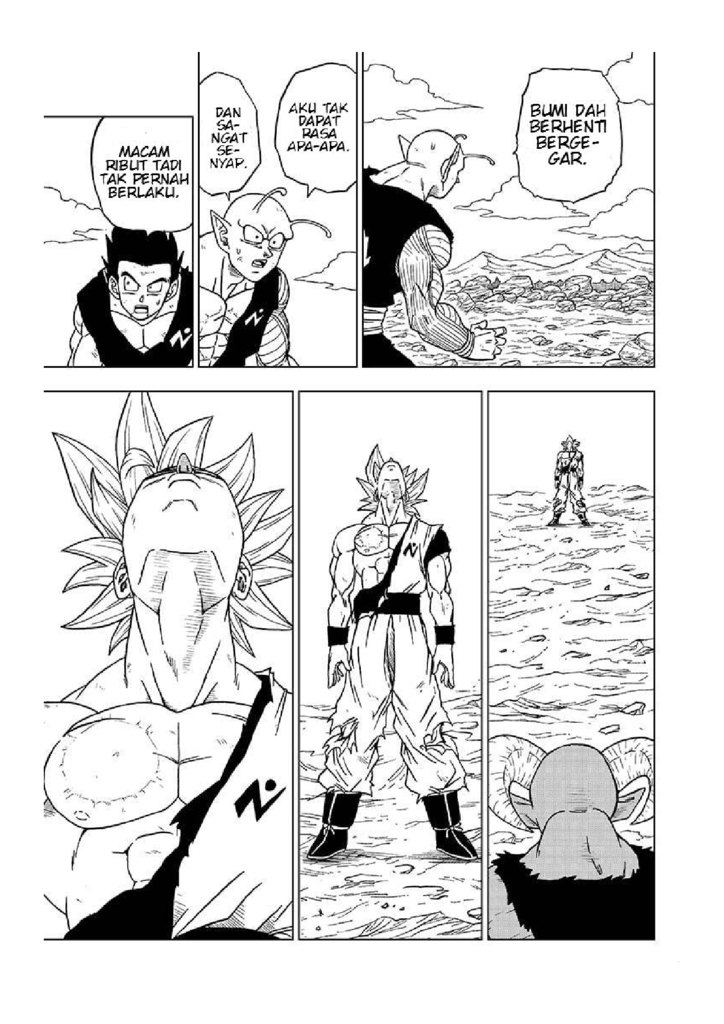 BUMI DAH
BERHENTI
BERGE-
GAR.
AKU TAK
DAPAT
RASA
APA-APA.
DAN
SA-
NGAT
SE-
NYAP.
MACAM
RIBUT TADI
TAK PERNAH
BERLAKU.